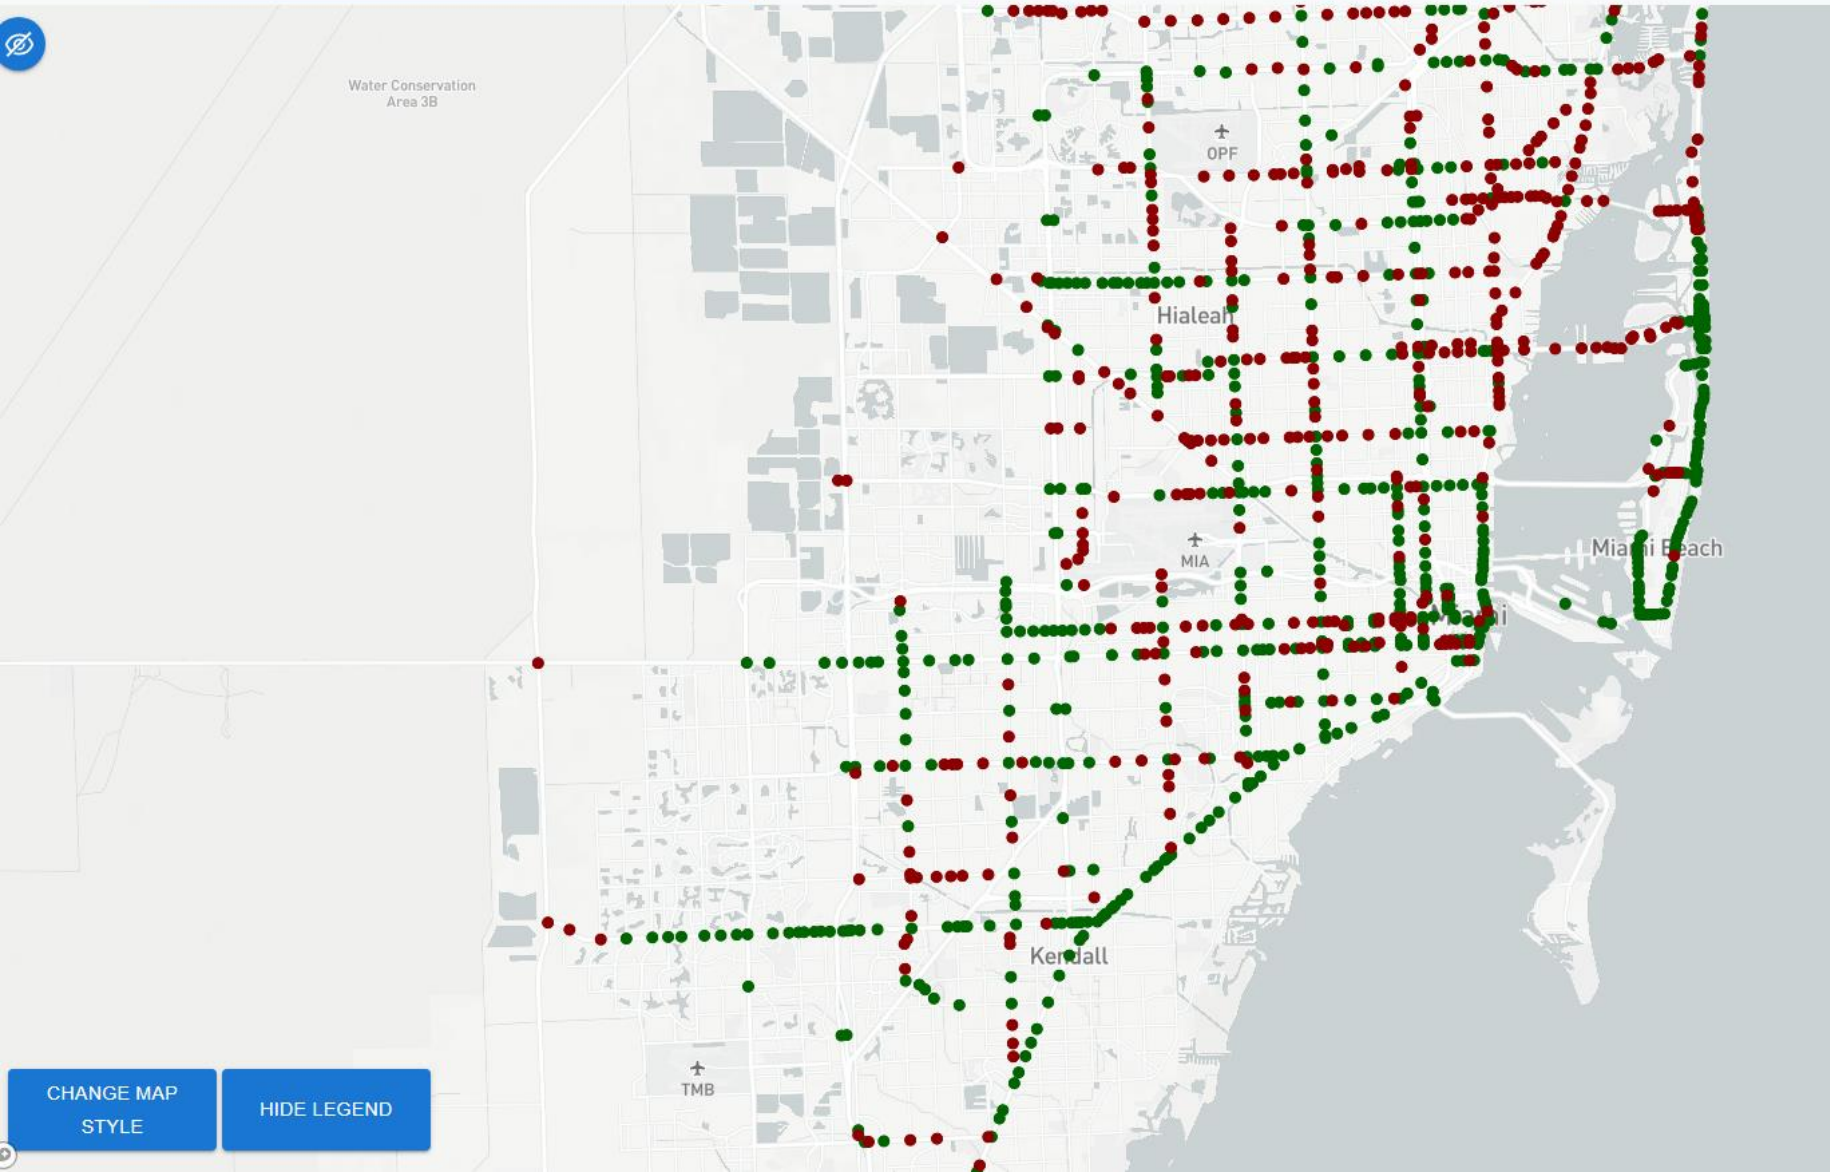 Water Conservation
Area 3B
OPF
Hialeah
MIA
Miami Beach
Miami
Kendall
TMB
CHANGE MAP
STYLE
HIDE LEGEND